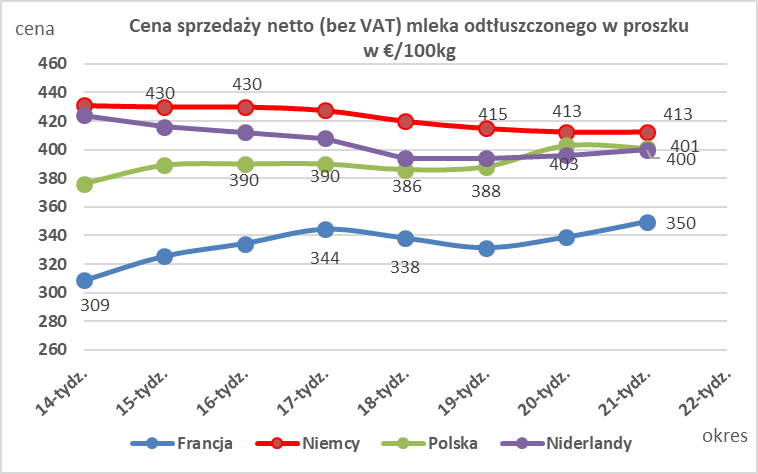 cena
Cena sprzedaży netto (bez VAT) mleka odtłuszczonego w proszku
w €/100kg
460
440
420
400
380
360
340
320
300
280
260
430
430
415
413
413
401
400
403
390
390
386
388
350
344
338
309
14-tydz.
15-tydz.
16-tydz.
17-tydz.
18-tydz.
19-tydz.
20-tydz.
21-tydz.
22-tydz.
okres
Francja Niemcy Polska Niderlandy